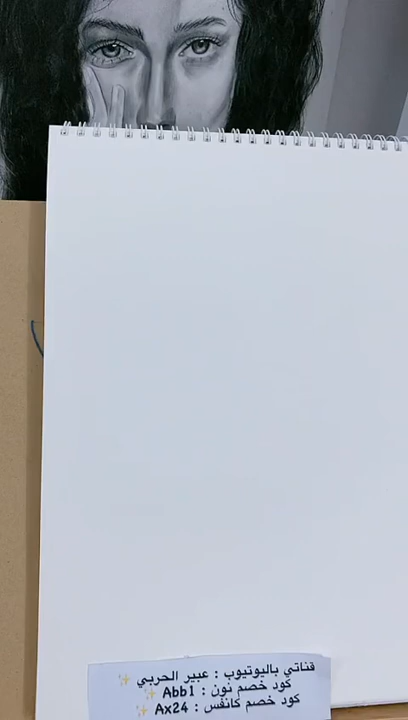 قناتي باليوتيوب : عبير الحربي ✨
كود خصم نون : Abb1 ✨
كود خصم كانفس : Ax24 ✨